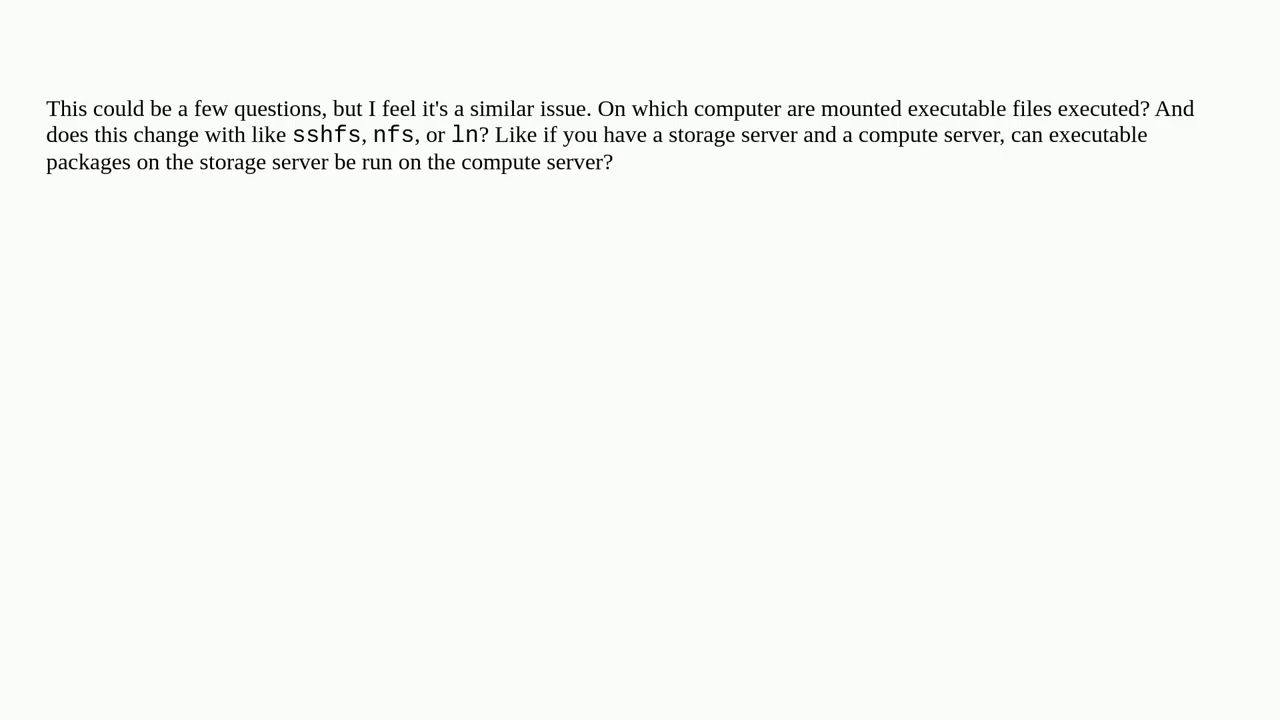 This could be a few questions, but I feel it's a similar issue. On which computer are mounted executable files executed? And
does this change with like sshfs, nfs, or ln? Like if you have a storage server and a compute server, can executable
packages on the storage server be run on the compute server?